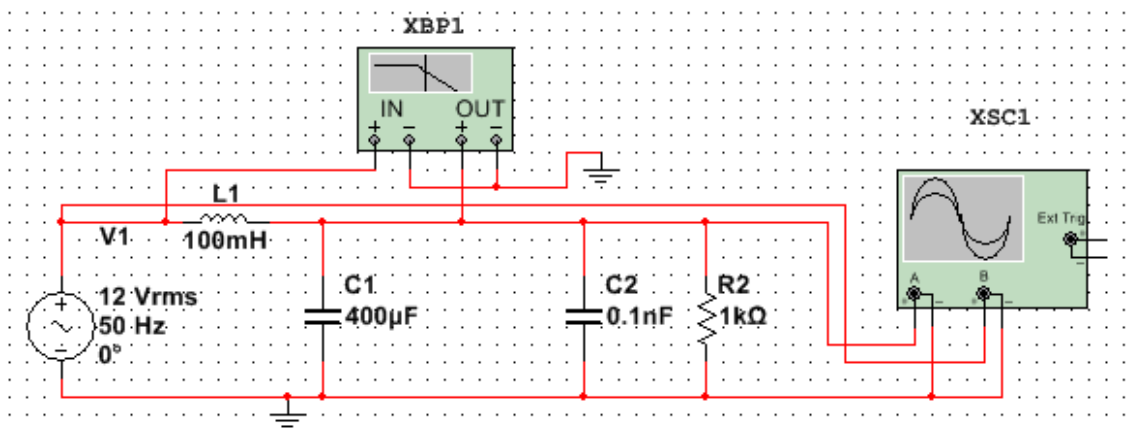 XBP1
IN OUT
+ − + −
XSC1
Ext Trig
+
−
A B
+ − + −
L1
100mH
V1
12 Vrms
50 Hz
0°
C1
400µF
C2
0.1nF
R2
1kΩ